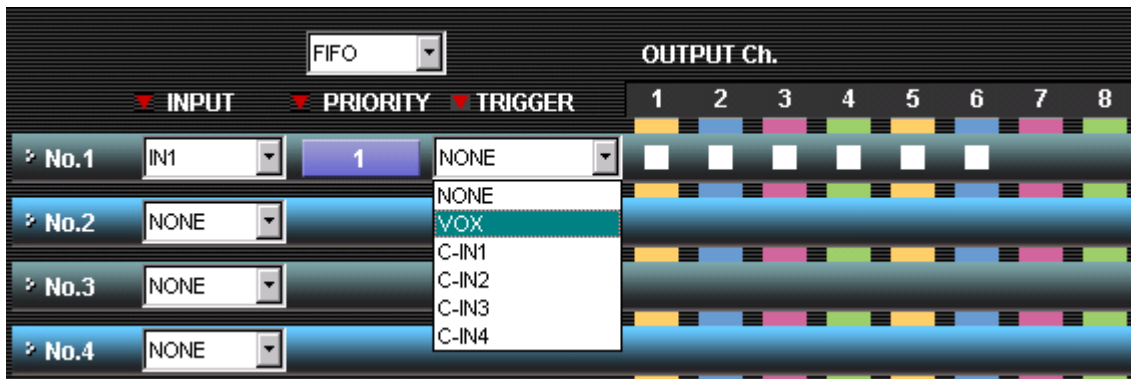 FIFO
OUTPUT Ch.
INPUT PRIORITY TRIGGER 1 2 3 4 5 6 7 8
No.1 IN1 1 NONE
NONE
No.2 NONE VOX
C-IN1
C-IN2
No.3 NONE
C-IN3
C-IN4
No.4 NONE